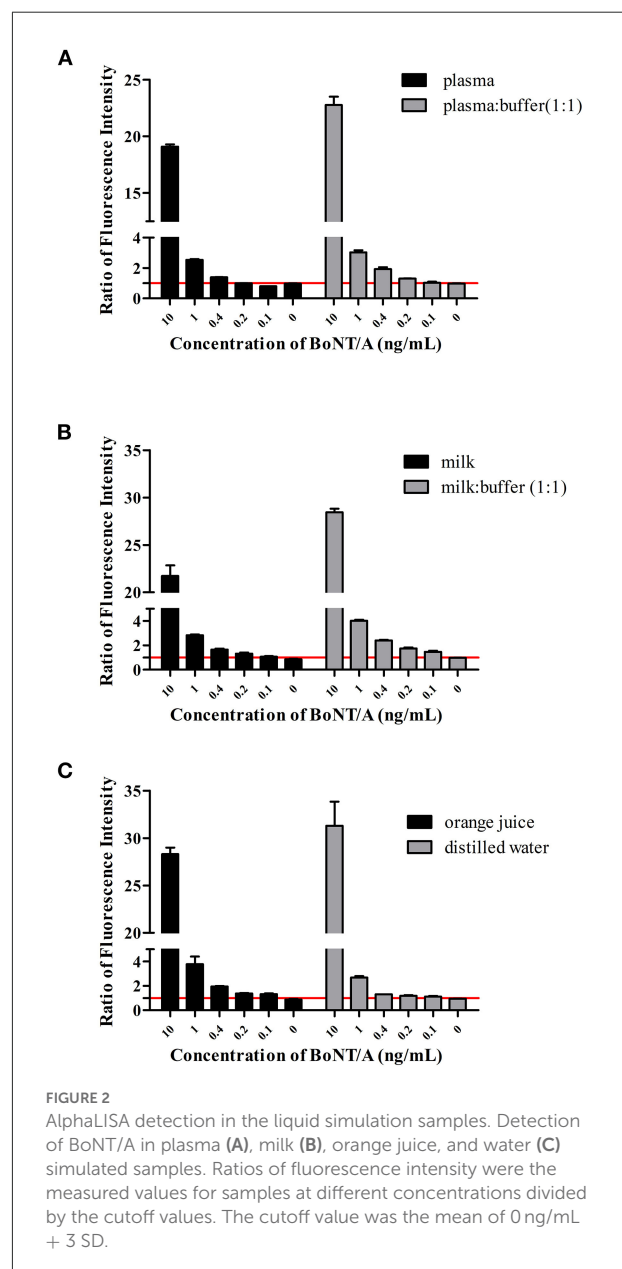 A
Ratio of Fluorescence Intensity
25
20
15
4
2
0
plasma
plasma:buffer(1:1)
10 1 0.4 0.2 0.1 0 10 1 0.4 0.2 0.1 0
Concentration of BoNT/A (ng/mL)
B
Ratio of Fluorescence Intensity
35
30
25
20
4
2
0
milk
milk:buffer (1:1)
10 1 0.4 0.2 0.1 0 10 1 0.4 0.2 0.1 0
Concentration of BoNT/A (ng/mL)
C
Ratio of Fluorescence Intensity
35
30
25
20
4
2
0
orange juice
distilled water
10 1 0.4 0.2 0.1 0 10 1 0.4 0.2 0.1 0
Concentration of BoNT/A (ng/mL)
FIGURE 2
AlphaLISA detection in the liquid simulation samples. Detection
of BoNT/A in plasma (A), milk (B), orange juice, and water (C)
simulated samples. Ratios of fluorescence intensity were the
measured values for samples at different concentrations divided
by the cutoff values. The cutoff value was the mean of 0 ng/mL
+ 3 SD.